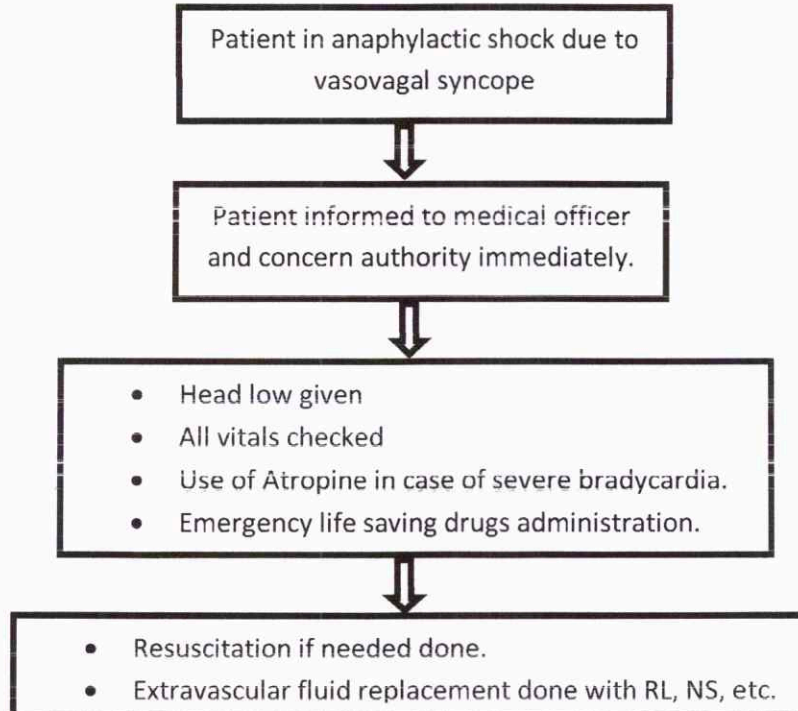 Patient in anaphylactic shock due to
vasovagal syncope
Patient informed to medical officer
and concern authority immediately.
• Head low given
• All vitals checked
• Use of Atropine in case of severe bradycardia.
• Emergency life saving drugs administration.
• Resuscitation if needed done.
• Extravascular fluid replacement done with RL, NS, etc.